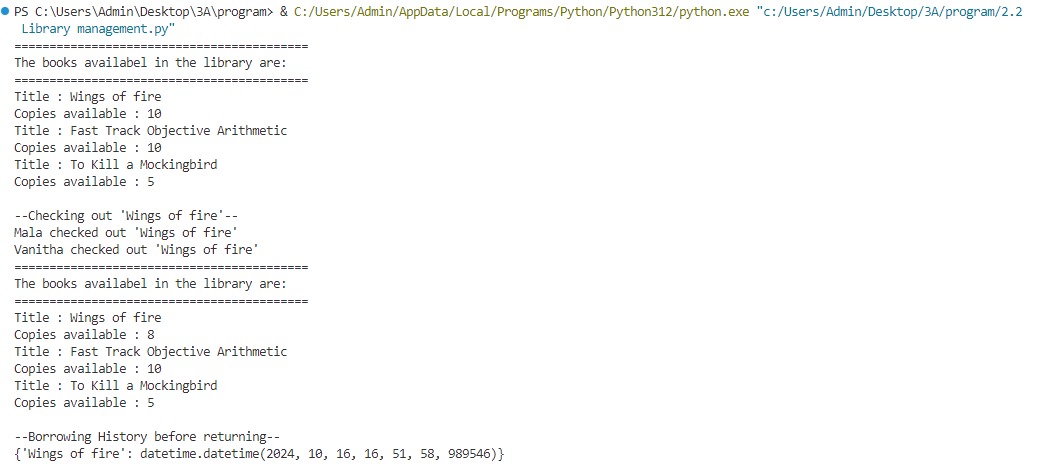 PS C:\Users\Admin\Desktop\3A\program> & C:/Users/Admin/AppData/Local/Programs/Python/Python312/python.exe "c:/Users/Admin/Desktop/3A/program/2.2
Library management.py"
==========================================
The books availabel in the library are:
==========================================
Title : Wings of fire
Copies available : 10
Title : Fast Track Objective Arithmetic
Copies available : 10
Title : To Kill a Mockingbird
Copies available : 5
--Checking out 'Wings of fire'--
Mala checked out 'Wings of fire'
Vanitha checked out 'Wings of fire'
==========================================
The books availabel in the library are:
==========================================
Title : Wings of fire
Copies available : 8
Title : Fast Track Objective Arithmetic
Copies available : 10
Title : To Kill a Mockingbird
Copies available : 5
--Borrowing History before returning--
{'Wings of fire': datetime.datetime(2024, 10, 16, 16, 51, 58, 989546)}